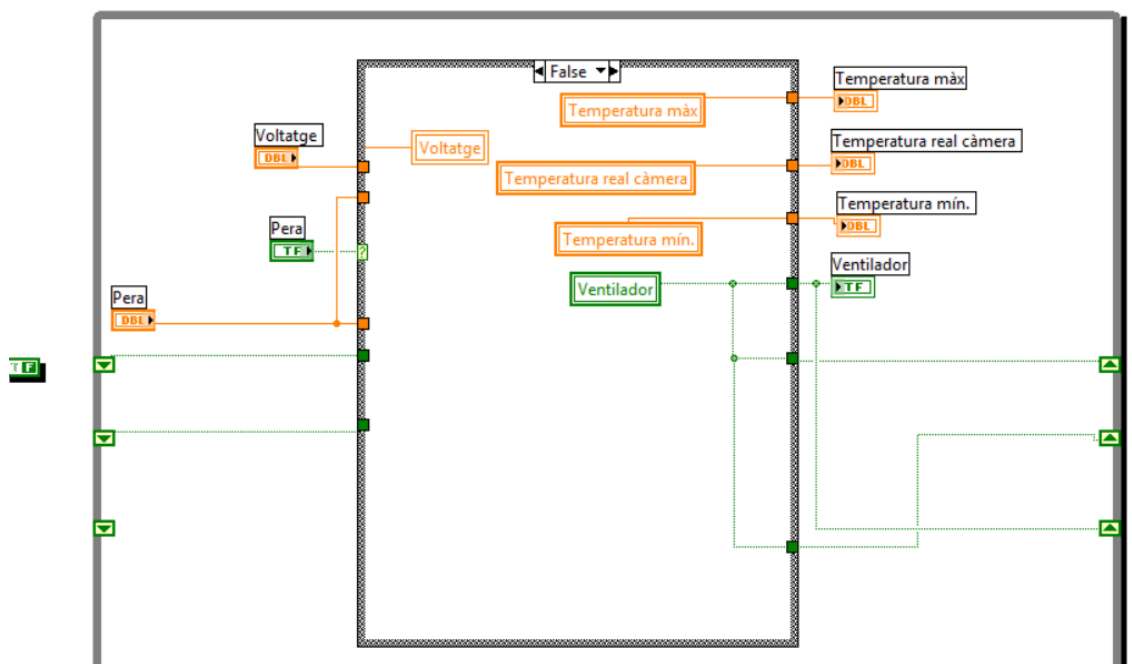 False
Temperatura màx
DBL
Temperatura màx
Voltatge
DBL
Voltatge
Temperatura real càmera
DBL
Temperatura real càmera
Temperatura mín.
DBL
Pera
TF
?
Temperatura mín.
Ventilador
TF
Ventilador
Pera
DBL
TF